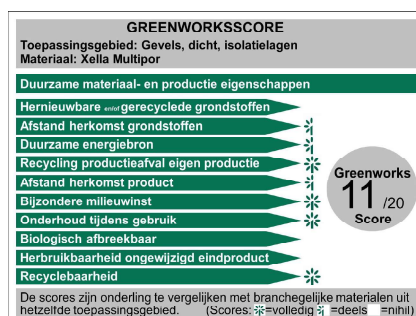 GREENWORKSSCORE
Toepassingsgebied: Gevels, dicht, isolatielagen
Materiaal: Xella Multipor
Duurzame materiaal- en productie eigenschappen
Hernieuwbare en/of gerecyclede grondstoffen
Afstand herkomst grondstoffen
Duurzame energiebron
Recycling productieafval eigen productie
Afstand herkomst product
Bijzondere milieuwinst
Onderhoud tijdens gebruik
Biologisch afbreekbaar
Herbruikbaarheid ongewijzigd eindproduct
Recyclebaarheid
Greenworks
11 /20
Score
De scores zijn onderling te vergelijken met branchegelijke materialen uit
hetzelfde toepassingsgebied. (Scores: =volledig =deels =nihil)